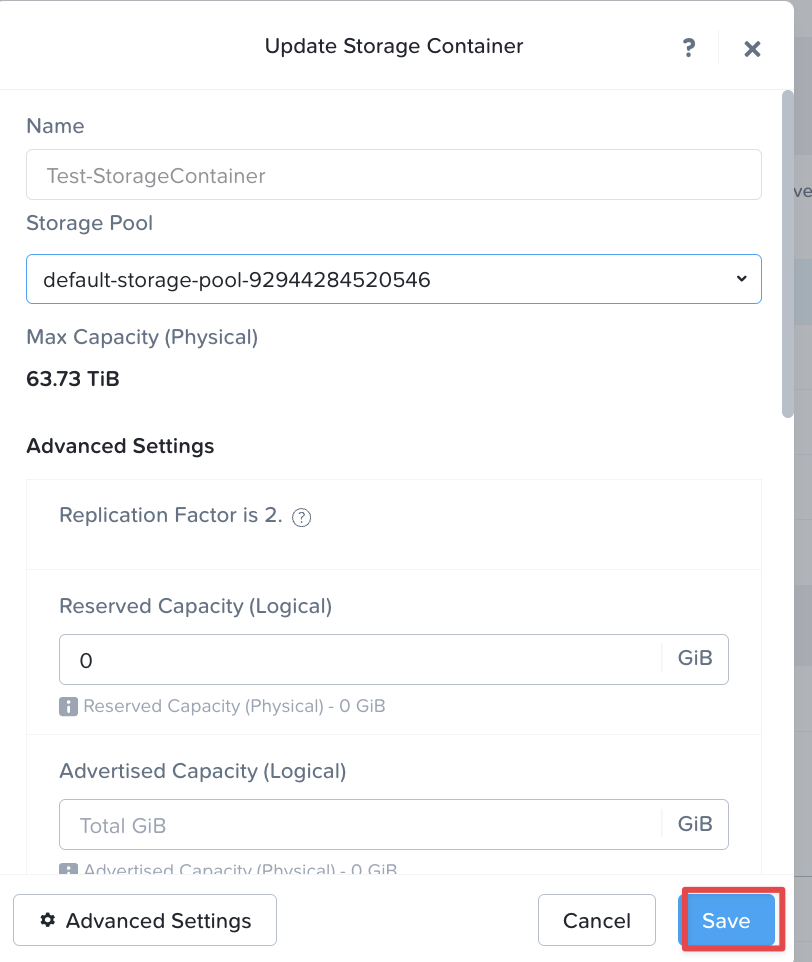 Update Storage Container
?
Name
Test-StorageContainer
Storage Pool
default-storage-pool-92944284520546
Max Capacity (Physical)
63.73 TiB
Advanced Settings
Replication Factor is 2. ?
Reserved Capacity (Logical)
0 GiB
Reserved Capacity (Physical) - 0 GiB
Advertised Capacity (Logical)
Total GiB GiB
Advertised Capacity (Physical) - 0 GiB
Advanced Settings Cancel Save